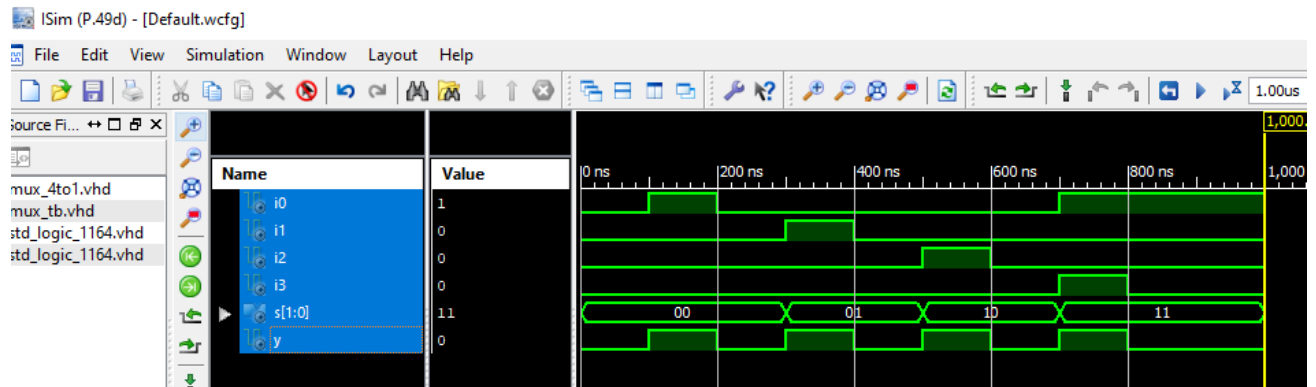 ISim (P.49d) - [Default.wcfg]
File Edit View Simulation Window Layout Help
1.00us
Source Fi...
1,000.
Name Value
0 ns 200 ns 400 ns 600 ns 800 ns 1,000
mux_4to1.vhd
mux_tb.vhd
std_logic_1164.vhd
std_logic_1164.vhd
i0 1
i1 0
i2 0
i3 0
s[1:0] 11 00 01 10 11
y 0